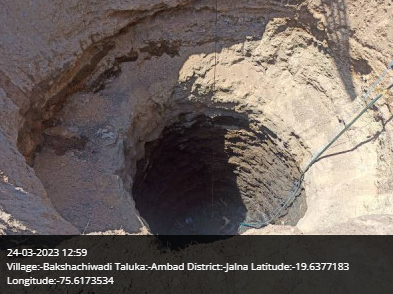 24-03-2023 12:59
Village:-Bakshachiwadi Taluka:-Ambad District:-Jalna Latitude:-19.6377183
Longitude:-75.6173534